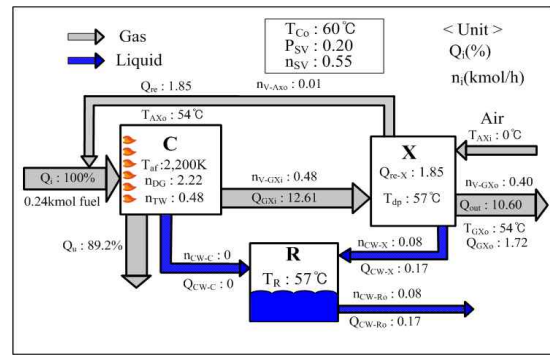 Gas
Liquid
T_Co : 60℃
P_SV : 0.20
n_SV : 0.55
< Unit >
Q_i(%)
n_i(kmol/h)
Q_re : 1.85
n_V-Axo : 0.01
T_AXo : 54℃
C
T_af : 2,200K
n_DG : 2.22
n_TW : 0.48
Q_i : 100%
0.24kmol fuel
Q_u : 89.2%
n_V-GXi : 0.48
Q_GXi : 12.61
X
Q_re-X : 1.85
T_dp : 57℃
Air
T_AXi : 0℃
n_V-GXo : 0.40
Q_out : 10.60
T_GXo : 54℃
Q_GXo : 1.72
n_CW-C : 0
Q_CW-C : 0
R
T_R : 57℃
n_CW-X : 0.08
Q_CW-X : 0.17
n_CW-Ro : 0.08
Q_CW-Ro : 0.17